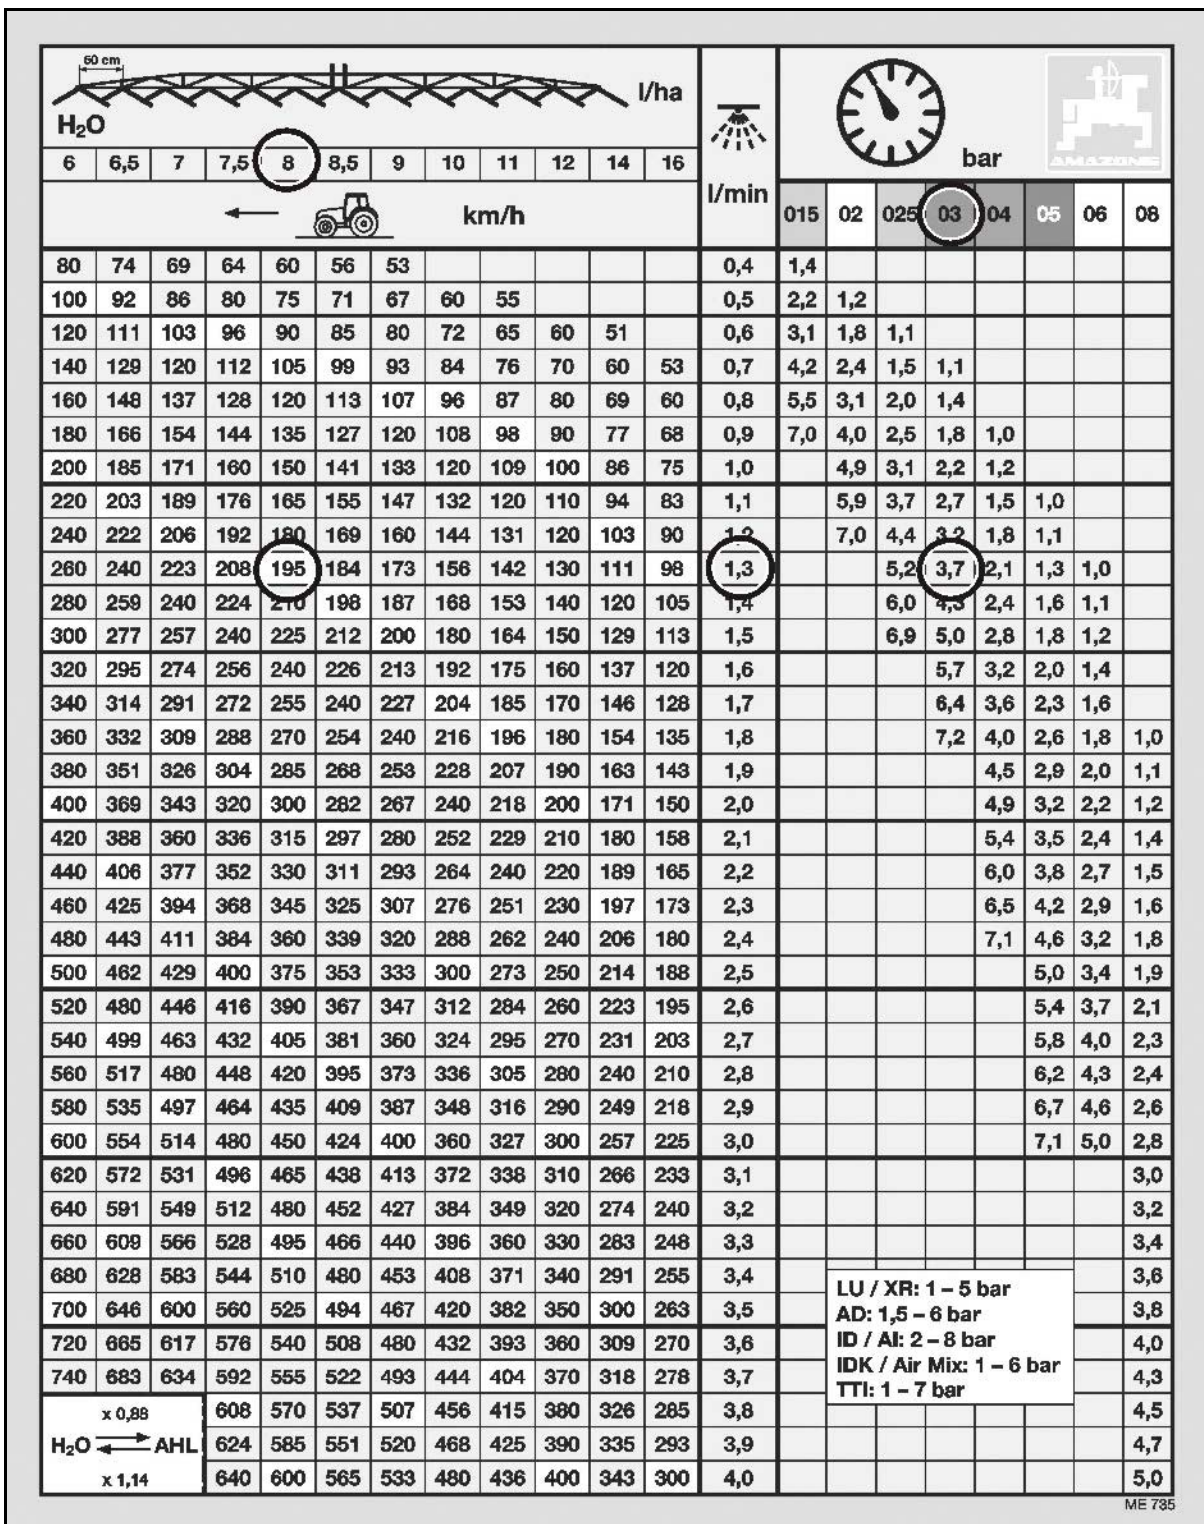 50 cm
l/ha
H₂O
6 6,5 7 7,5 8 8,5 9 10 11 12 14 16
km/h
l/min
bar
AMAZONE
015 02 025 03 04 05 06 08
80 74 69 64 60 56 53 0,4 1,4
100 92 86 80 75 71 67 60 55 0,5 2,2 1,2
120 111 103 96 90 85 80 72 65 60 51 0,6 3,1 1,8 1,1
140 129 120 112 105 99 93 84 76 70 60 53 0,7 4,2 2,4 1,5 1,1
160 148 137 128 120 113 107 96 87 80 69 60 0,8 5,5 3,1 2,0 1,4
180 166 154 144 135 127 120 108 98 90 77 68 0,9 7,0 4,0 2,5 1,8 1,0
200 185 171 160 150 141 133 120 109 100 86 75 1,0 4,9 3,1 2,2 1,2
220 203 189 176 165 155 147 132 120 110 94 83 1,1 5,9 3,7 2,7 1,5 1,0
240 222 206 192 180 169 160 144 131 120 103 90 1,2 7,0 4,4 3,2 1,8 1,1
260 240 223 208 195 184 173 156 142 130 111 98 1,3 5,2 3,7 2,1 1,3 1,0
280 259 240 224 210 198 187 168 153 140 120 105 1,4 6,0 4,3 2,4 1,6 1,1
300 277 257 240 225 212 200 180 164 150 129 113 1,5 6,9 5,0 2,8 1,8 1,2
320 295 274 256 240 226 213 192 175 160 137 120 1,6 5,7 3,2 2,0 1,4
340 314 291 272 255 240 227 204 185 170 146 128 1,7 6,4 3,6 2,3 1,6
360 332 309 288 270 254 240 216 196 180 154 135 1,8 7,2 4,0 2,6 1,8 1,0
380 351 326 304 285 268 253 228 207 190 163 143 1,9 4,5 2,9 2,0 1,1
400 369 343 320 300 282 267 240 218 200 171 150 2,0 4,9 3,2 2,2 1,2
420 388 360 336 315 297 280 252 229 210 180 158 2,1 5,4 3,5 2,4 1,4
440 406 377 352 330 311 293 264 240 220 189 165 2,2 6,0 3,8 2,7 1,5
460 425 394 368 345 325 307 276 251 230 197 173 2,3 6,5 4,2 2,9 1,6
480 443 411 384 360 339 320 288 262 240 206 180 2,4 7,1 4,6 3,2 1,8
500 462 429 400 375 353 333 300 273 250 214 188 2,5 5,0 3,4 1,9
520 480 446 416 390 367 347 312 284 260 223 195 2,6 5,4 3,7 2,1
540 499 463 432 405 381 360 324 295 270 231 203 2,7 5,8 4,0 2,3
560 517 480 448 420 395 373 336 305 280 240 210 2,8 6,2 4,3 2,4
580 535 497 464 435 409 387 348 316 290 249 218 2,9 6,7 4,6 2,6
600 554 514 480 450 424 400 360 327 300 257 225 3,0 7,1 5,0 2,8
620 572 531 496 465 438 413 372 338 310 266 233 3,1 3,0
640 591 549 512 480 452 427 384 349 320 274 240 3,2 3,2
660 609 566 528 495 466 440 396 360 330 283 248 3,3 3,4
680 628 583 544 510 480 453 408 371 340 291 255 3,4 3,6
700 646 600 560 525 494 467 420 382 350 300 263 3,5 3,8
720 665 617 576 540 508 480 432 393 360 309 270 3,6 4,0
740 683 634 592 555 522 493 444 404 370 318 278 3,7 4,3
608 570 537 507 456 415 380 326 285 3,8 4,5
624 585 551 520 468 425 390 335 293 3,9 4,7
640 600 565 533 480 436 400 343 300 4,0 5,0
x 0,88
H₂O AHL
x 1,14
LU / XR: 1 – 5 bar
AD: 1,5 – 6 bar
ID / AI: 2 – 8 bar
IDK / Air Mix: 1 – 6 bar
TTI: 1 – 7 bar
ME 735